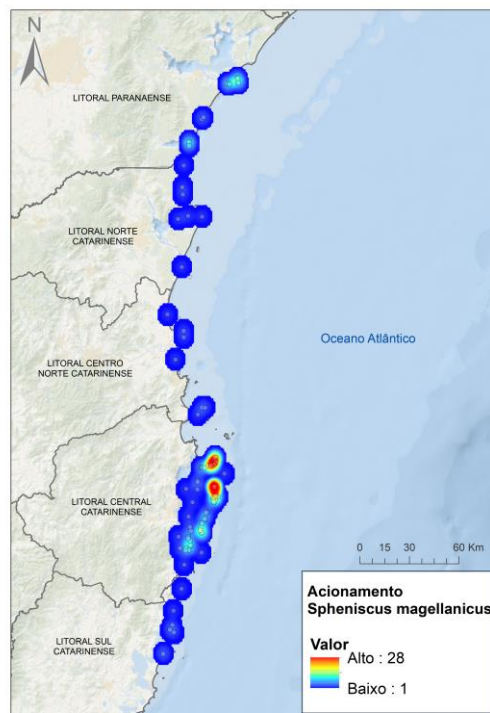 N
LITORAL PARANAENSE
LITORAL NORTE
CATARINENSE
Oceano Atlântico
LITORAL CENTRO
NORTE CATARINENSE
LITORAL CENTRAL
CATARINENSE
0 15 30 60 Km
LITORAL SUL
CATARINENSE
Acionamento
Spheniscus magellanicus
Valor
Alto : 28
Baixo : 1